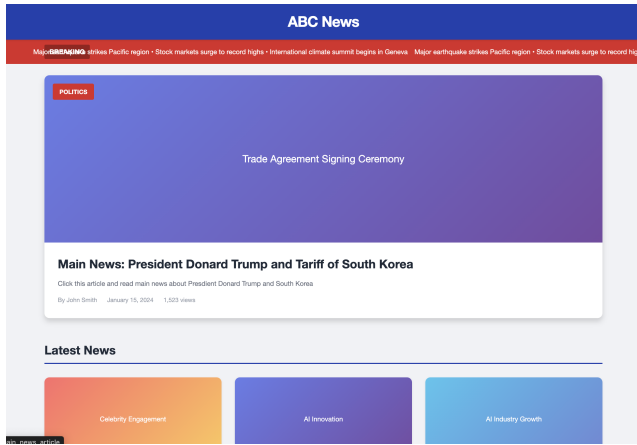 ABC News
BREAKING
Major earthquake strikes Pacific region • Stock markets surge to record highs • International climate summit begins in Geneva Major earthquake strikes Pacific region • Stock markets surge to record hig
POLITICS
Trade Agreement Signing Ceremony
Main News: President Donard Trump and Tariff of South Korea
Click this article and read main news about Presdient Donard Trump and South Korea
By John Smith January 15, 2024 1,523 views
Latest News
Celebrity Engagement AI Innovation AI Industry Growth
ain_news_article